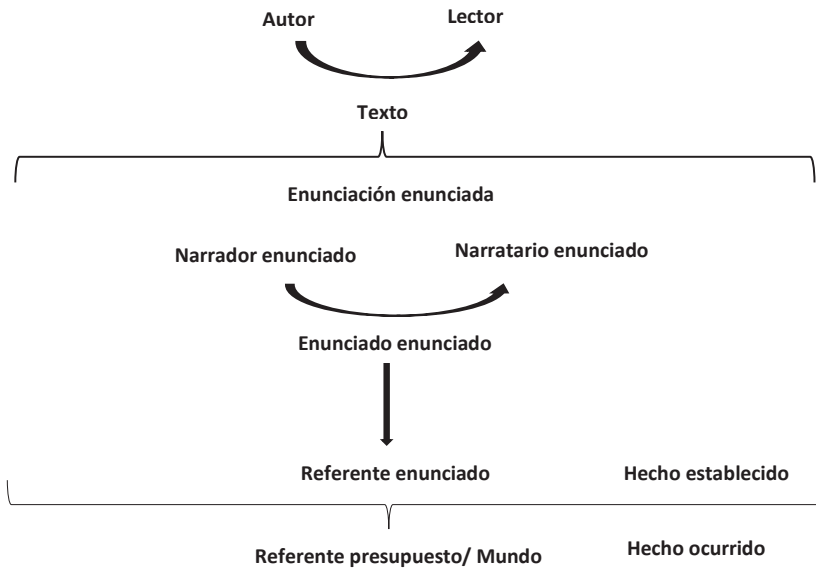 Autor Lector
Texto
Enunciación enunciada
Narrador enunciado Narratario enunciado
Enunciado enunciado
Referente enunciado Hecho establecido
Referente presupuesto/ Mundo Hecho ocurrido